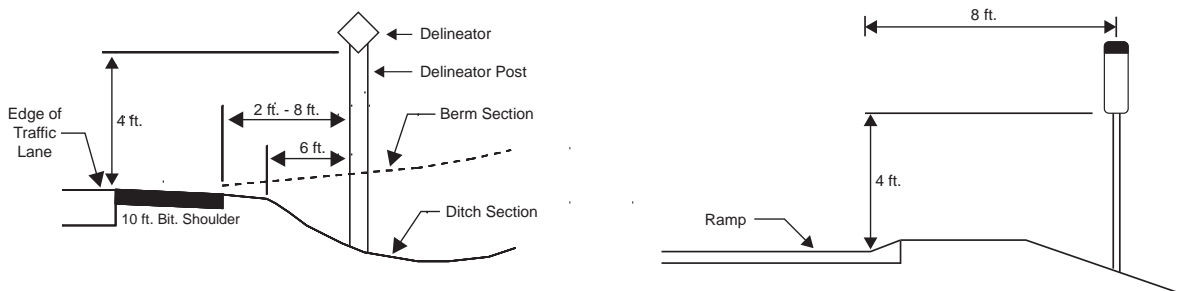 Delineator
Delineator Post
Edge of
Traffic
Lane
4 ft.
2 ft. - 8 ft.
Berm Section
6 ft.
10 ft. Bit. Shoulder
Ditch Section
8 ft.
4 ft.
Ramp